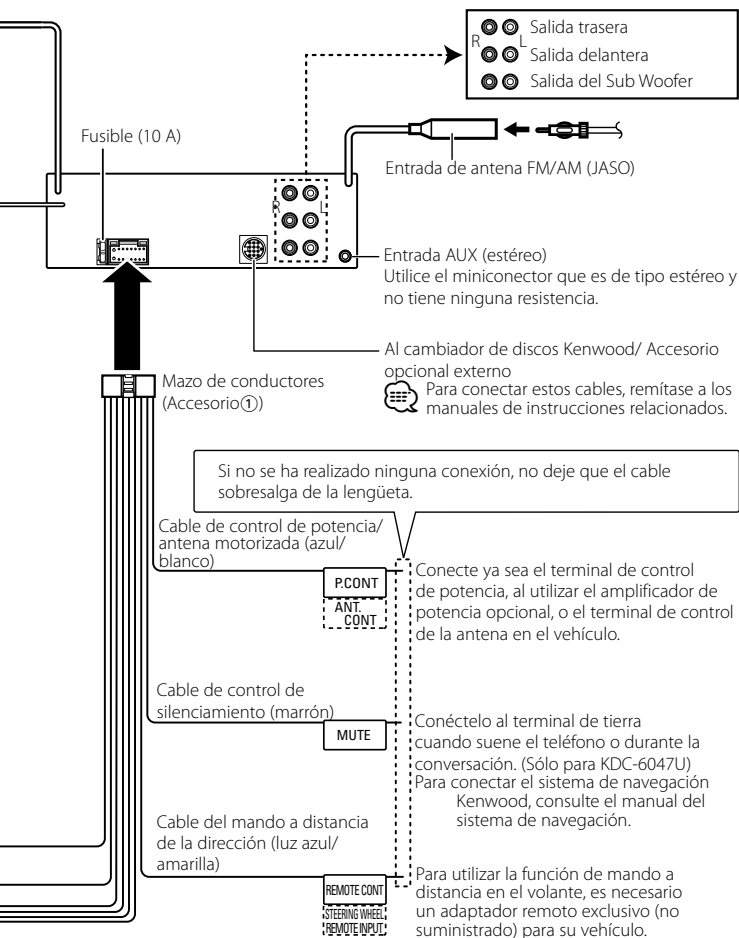 Salida trasera
R L
Salida delantera
Salida del Sub Woofer
Fusible (10 A)
Entrada de antena FM/AM (JASO)
R L
Entrada AUX (estéreo)
Utilice el miniconector que es de tipo estéreo y
no tiene ninguna resistencia.
Al cambiador de discos Kenwood/ Accesorio
opcional externo
Para conectar estos cables, remítase a los
manuales de instrucciones relacionados.
Mazo de conductores
(Accesorio①)
Si no se ha realizado ninguna conexión, no deje que el cable
sobresalga de la lengüeta.
Cable de control de potencia/
antena motorizada (azul/
blanco)
P.CONT
ANT.
CONT
Conecte ya sea el terminal de control
de potencia, al utilizar el amplificador de
potencia opcional, o el terminal de control
de la antena en el vehículo.
Cable de control de
silenciamiento (marrón)
MUTE
Conéctelo al terminal de tierra
cuando suene el teléfono o durante la
conversación. (Sólo para KDC-6047U)
Para conectar el sistema de navegación
Kenwood, consulte el manual del
sistema de navegación.
Cable del mando a distancia
de la dirección (luz azul/
amarilla)
REMOTE CONT
STEERING WHEEL
REMOTE INPUT
Para utilizar la función de mando a
distancia en el volante, es necesario
un adaptador remoto exclusivo (no
suministrado) para su vehículo.